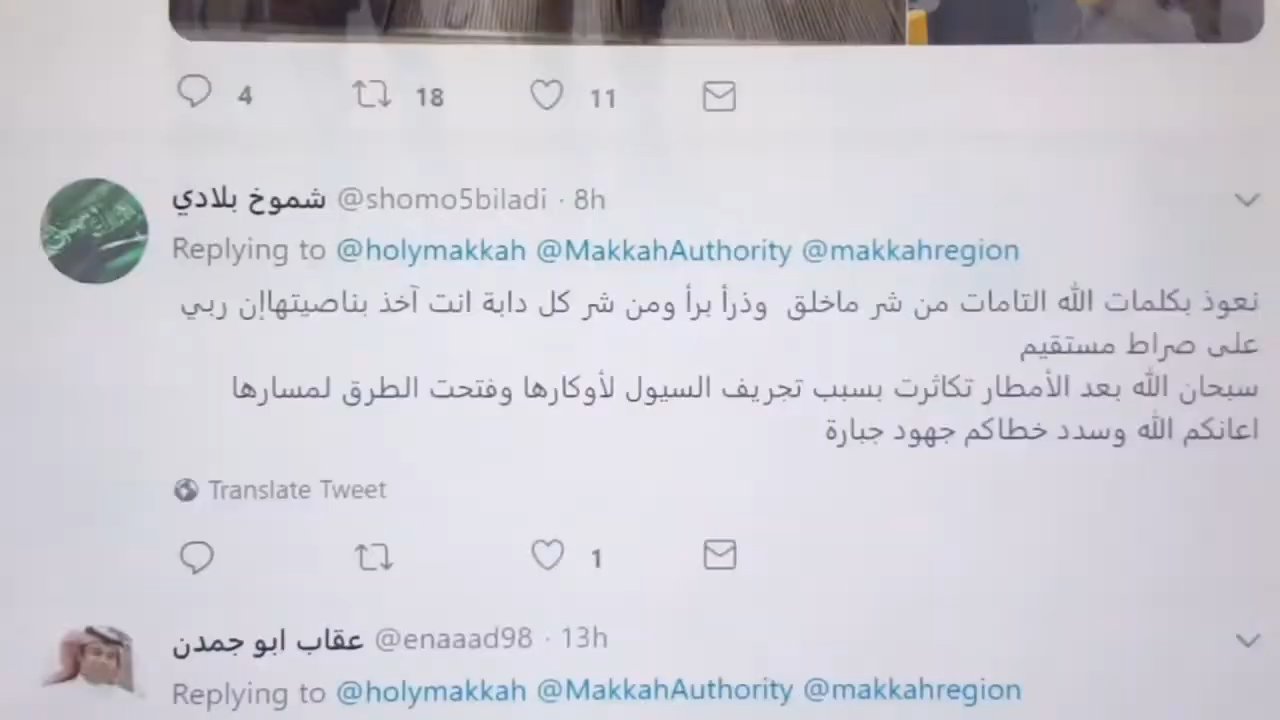 4 18 11
شموخ بلادي @shomo5biladi · 8h
Replying to @holymakkah @MakkahAuthority @makkahregion
نعوذ بكلمات الله التامات من شر ماخلق وذرأ برأ ومن شر كل دابة انت آخذ بناصيتهاإن ربي
على صراط مستقيم
سبحان الله بعد الأمطار تكاثرت بسبب تجريف السيول لأوكارها وفتحت الطرق لمسارها
اعانكم الله وسدد خطاكم جهود جبارة
Translate Tweet
1
عقاب ابو جمدن @enaaad98 · 13h
Replying to @holymakkah @MakkahAuthority @makkahregion